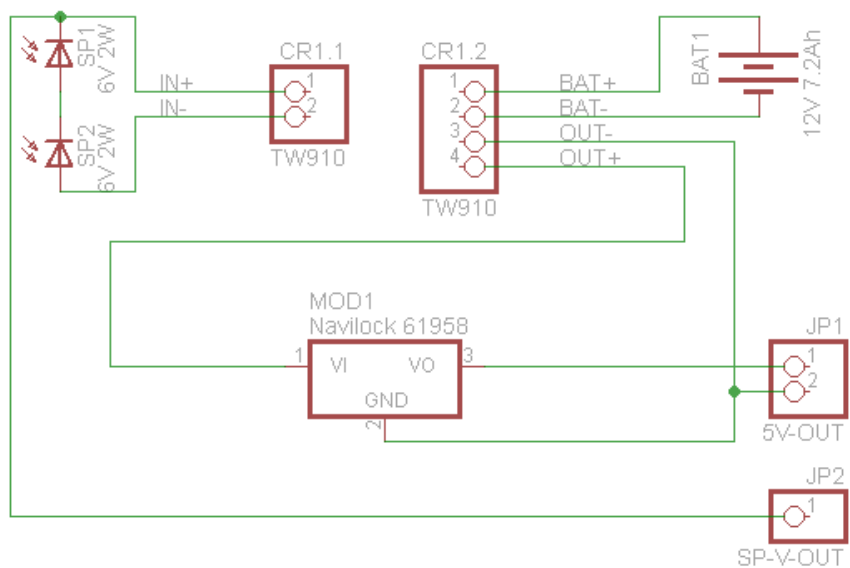 SP1
6V 2W
SP2
6V 2W
IN+
IN-
CR1.1
1
2
TW910
CR1.2
1
2
3
4
TW910
BAT+
BAT-
OUT-
OUT+
BAT1
12V 7.2Ah
MOD1
Navilock 61958
1
VI
VO
3
GND
2
JP1
1
2
5V-OUT
JP2
1
SP-V-OUT